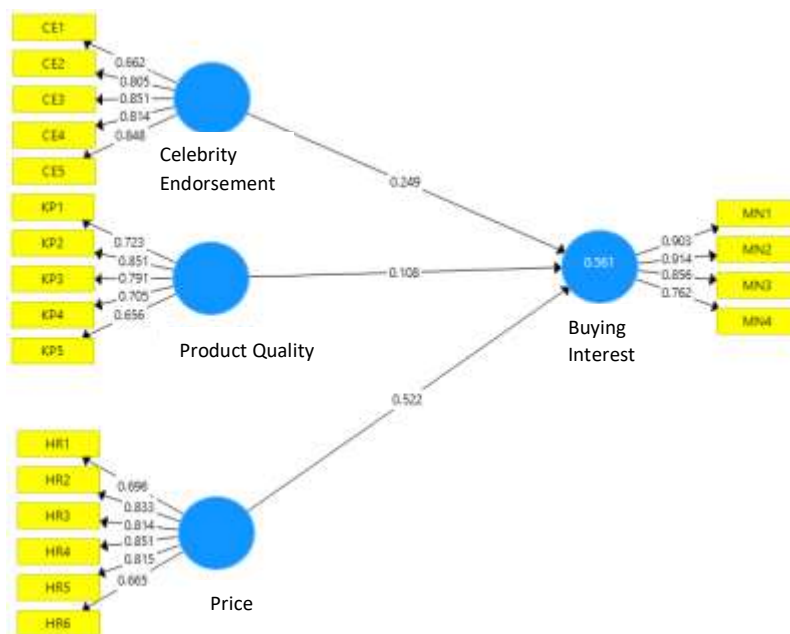 CE1
CE2
CE3
CE4
CE5
0.662
0.805
0.851
0.814
0.848
Celebrity
Endorsement
KP1
KP2
KP3
KP4
KP5
0.723
0.851
0.791
0.705
0.656
Product Quality
HR1
HR2
HR3
HR4
HR5
HR6
0.696
0.833
0.814
0.851
0.815
0.665
Price
0.249
0.108
0.522
0.561
Buying
Interest
0.903
0.914
0.856
0.762
MN1
MN2
MN3
MN4